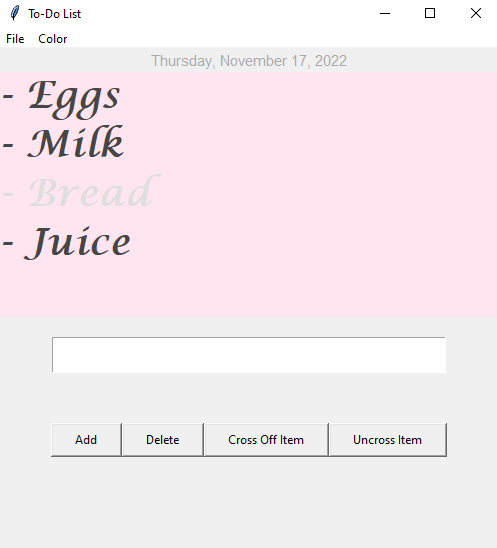 To-Do List
File Color
Thursday, November 17, 2022
- Eggs
- Milk
- Bread
- Juice
Add Delete Cross Off Item Uncross Item